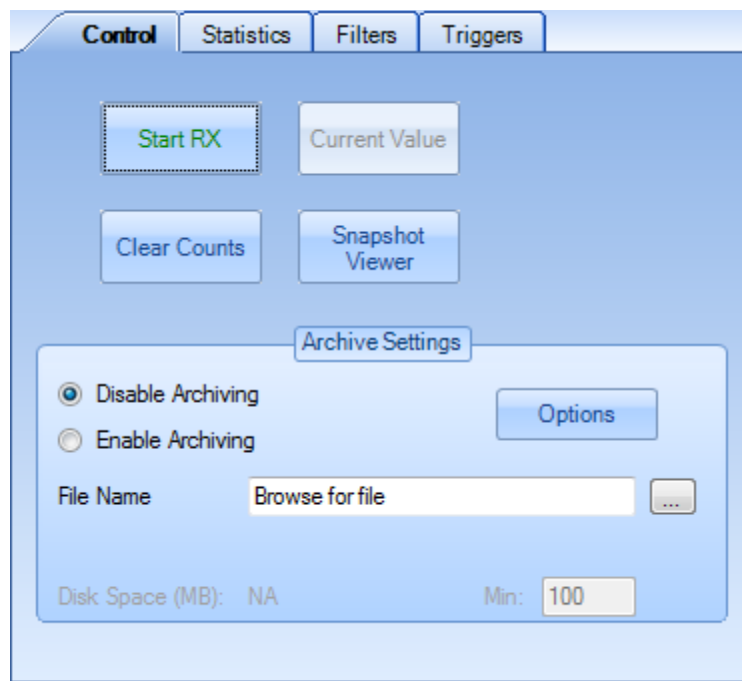 Control Statistics Filters Triggers
Start RX Current Value
Clear Counts Snapshot Viewer
Archive Settings
Disable Archiving
Options
Enable Archiving
File Name Browse for file ...
Disk Space (MB): NA Min: 100